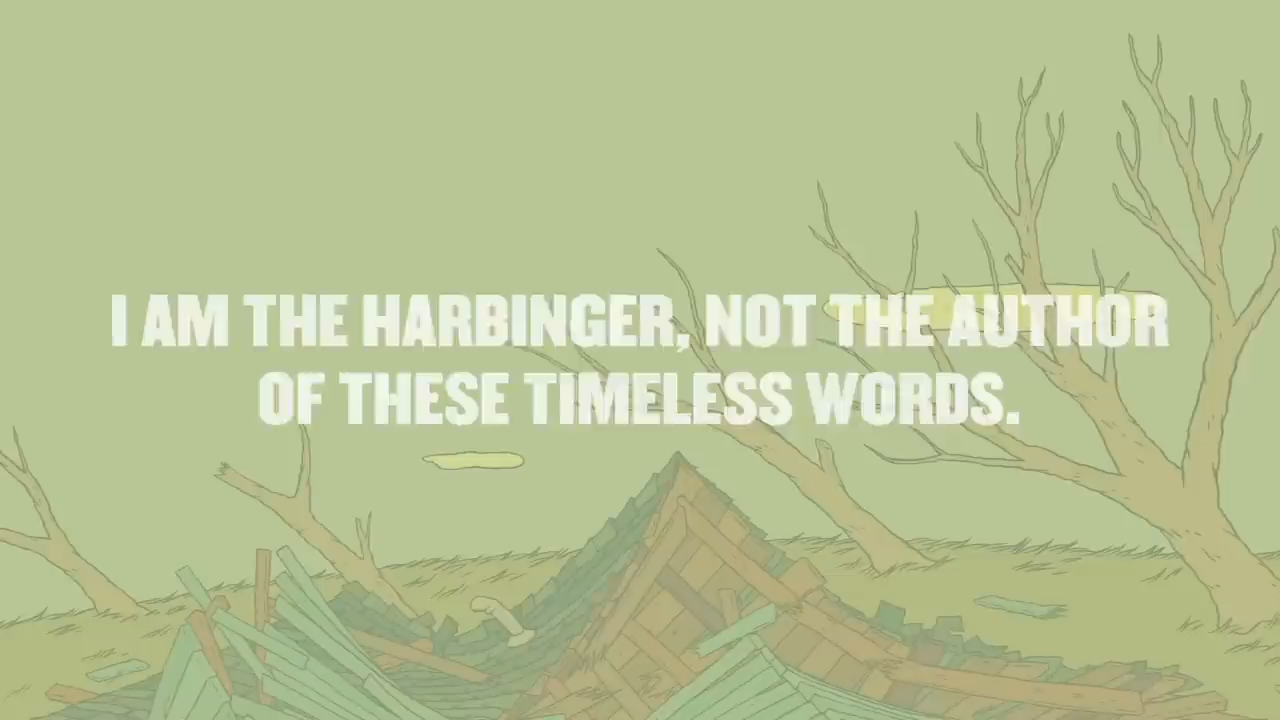 I AM THE HARBINGER, NOT THE AUTHOR
OF THESE TIMELESS WORDS.